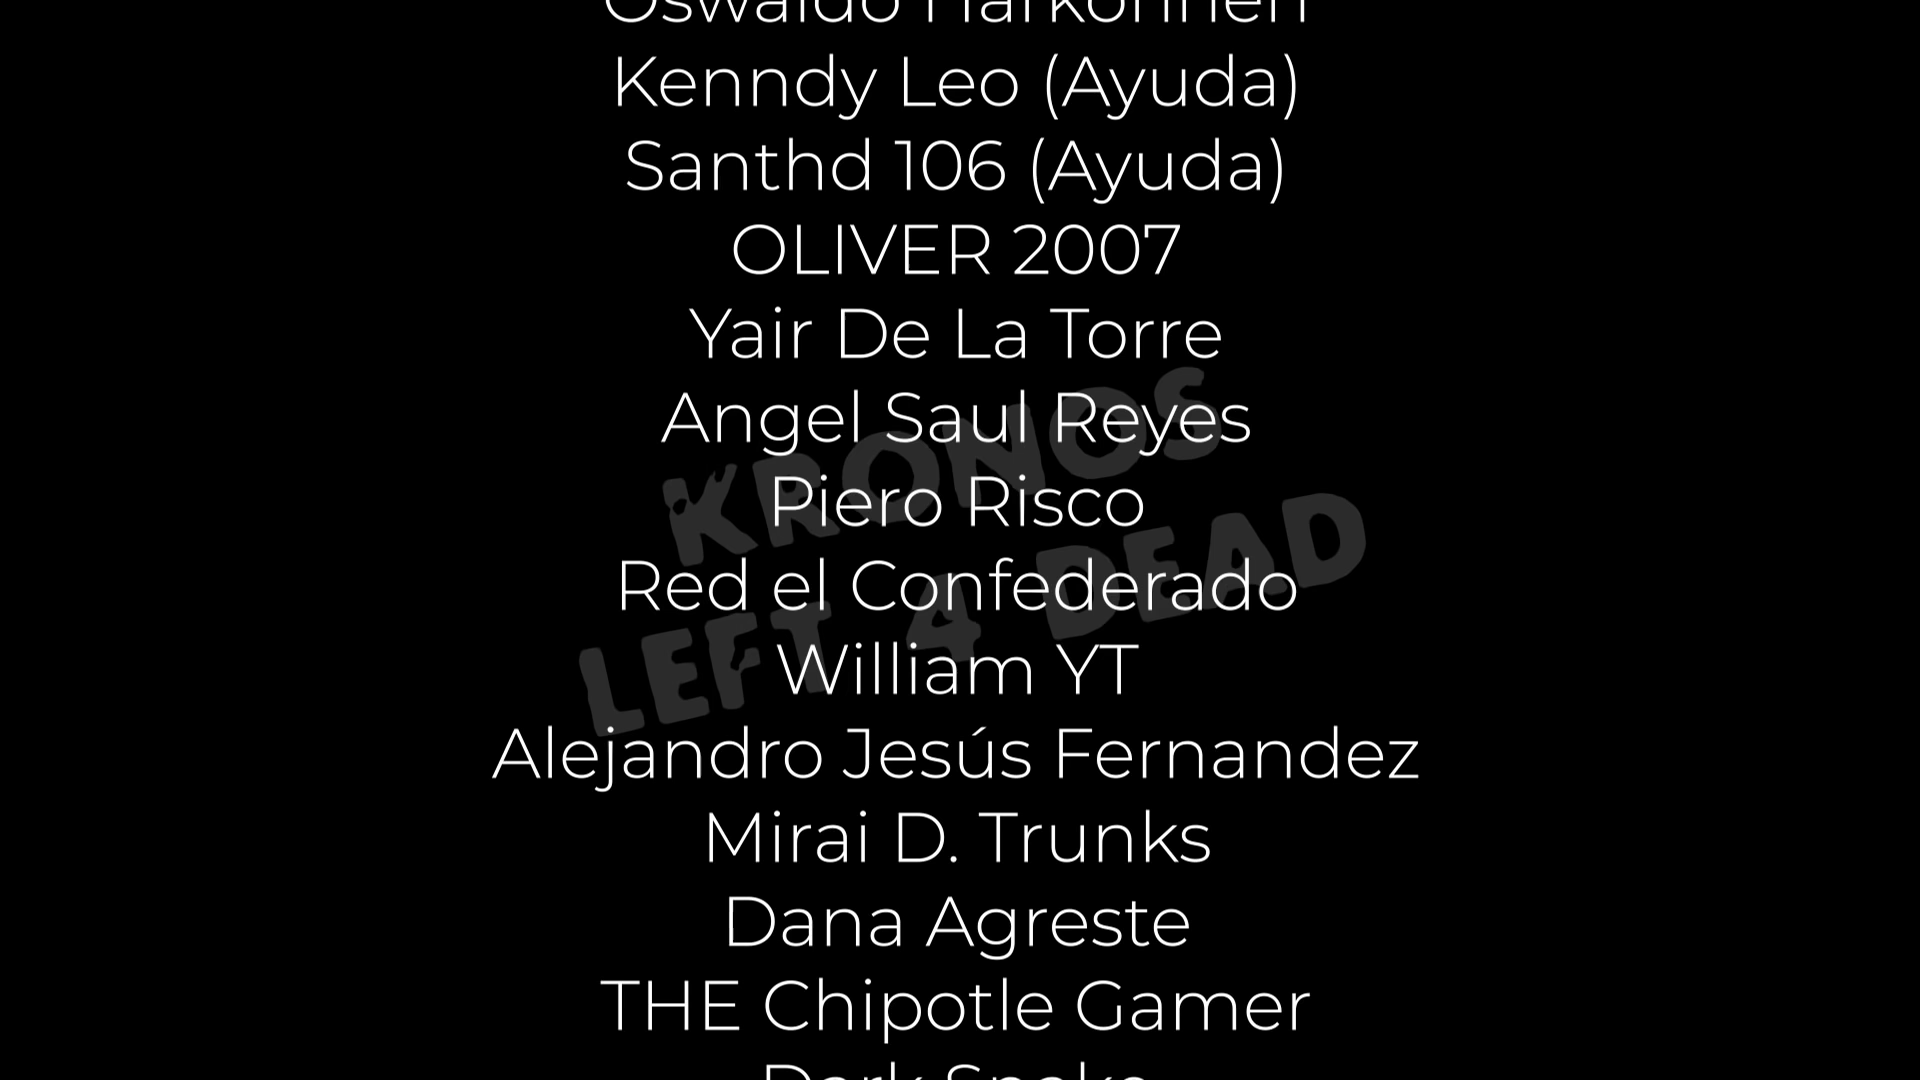 Oswaldo Harkonnen
Kenndy Leo (Ayuda)
Santhd 106 (Ayuda)
OLIVER 2007
Yair De La Torre
Angel Saul Reyes
Piero Risco
Red el Confederado
William YT
Alejandro Jesús Fernandez
Mirai D. Trunks
Dana Agreste
THE Chipotle Gamer
Dark Snake
KRONOS
LEFT 4 DEAD